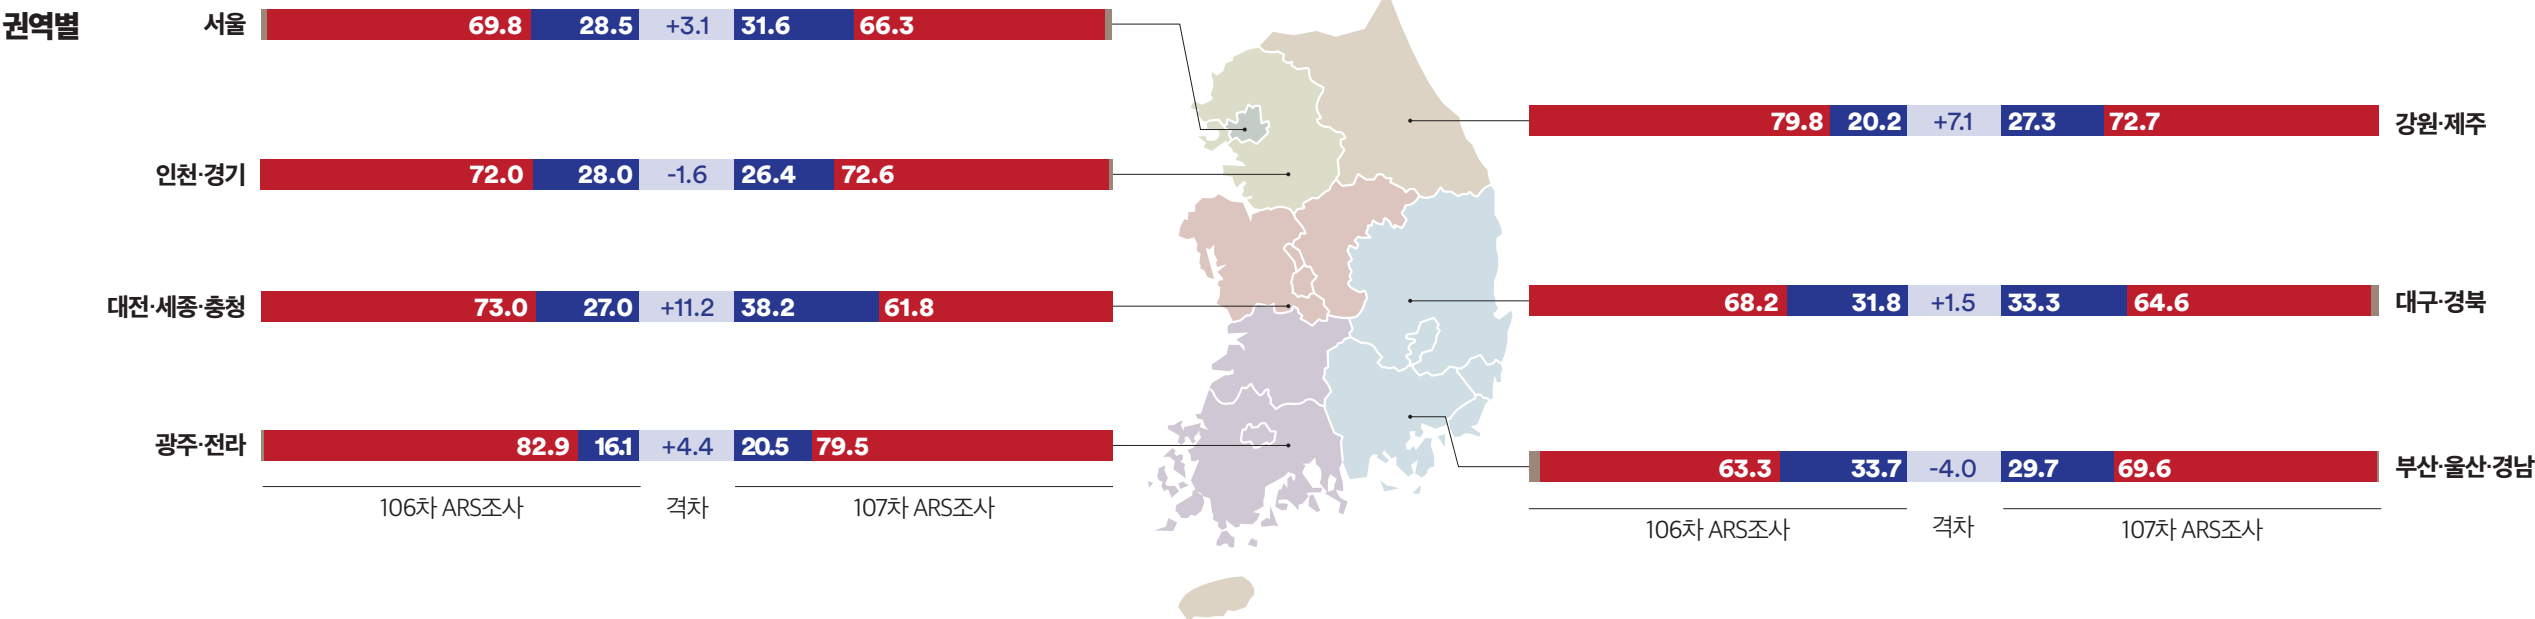 권역별
서울 69.8 28.5 +3.1 31.6 66.3
인천·경기 72.0 28.0 -1.6 26.4 72.6
대전·세종·충청 73.0 27.0 +11.2 38.2 61.8
광주·전라 82.9 16.1 +4.4 20.5 79.5
106차 ARS조사 격차 107차 ARS조사
79.8 20.2 +7.1 27.3 72.7 강원·제주
68.2 31.8 +1.5 33.3 64.6 대구·경북
63.3 33.7 -4.0 29.7 69.6 부산·울산·경남
106차 ARS조사 격차 107차 ARS조사